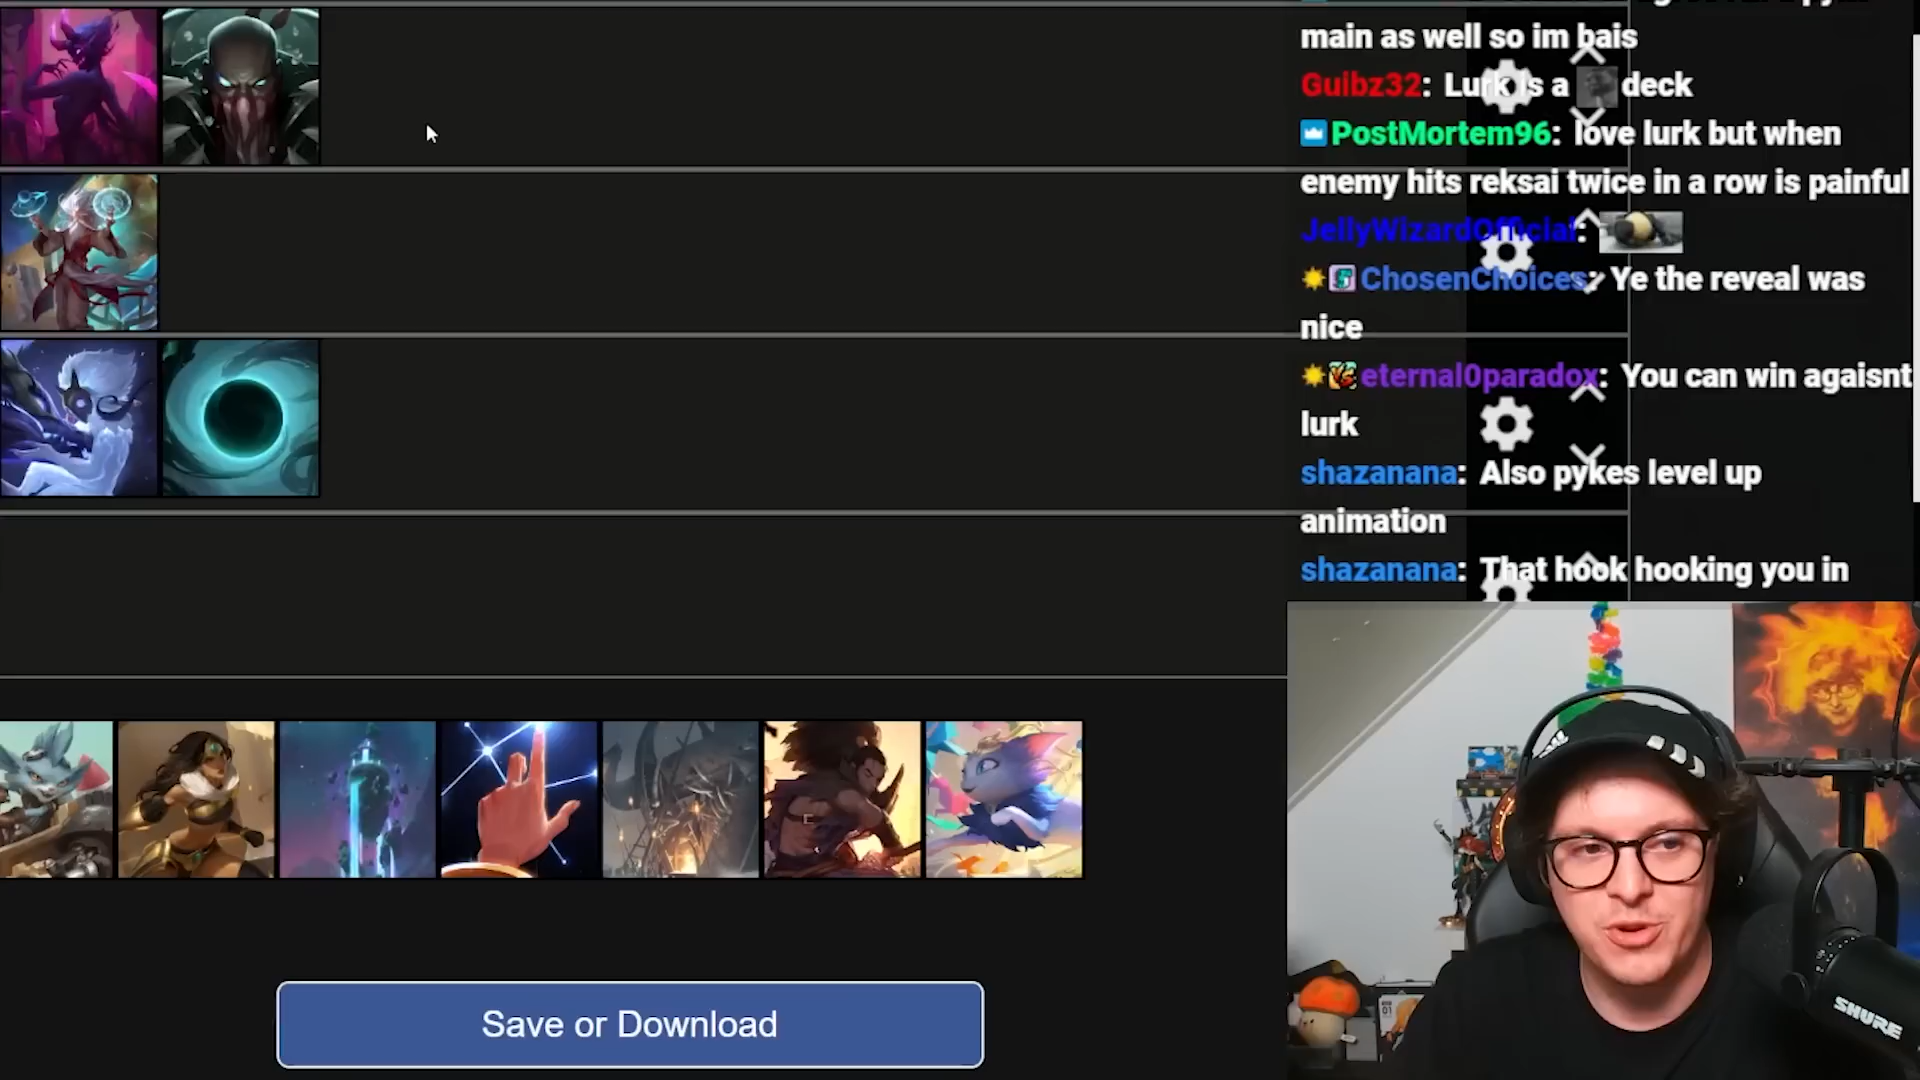 main as well so im bais
Guibz32: Lurk is a deck
PostMortem96: love lurk but when
enemy hits reksai twice in a row is painful
JellyWizardOfficial:
ChosenChoices: Ye the reveal was
nice
eternal0paradox: You can win agaisnt
lurk
shazanana: Also pykes level up
animation
shazanana: That hook hooking you in
Save or Download
SHURE